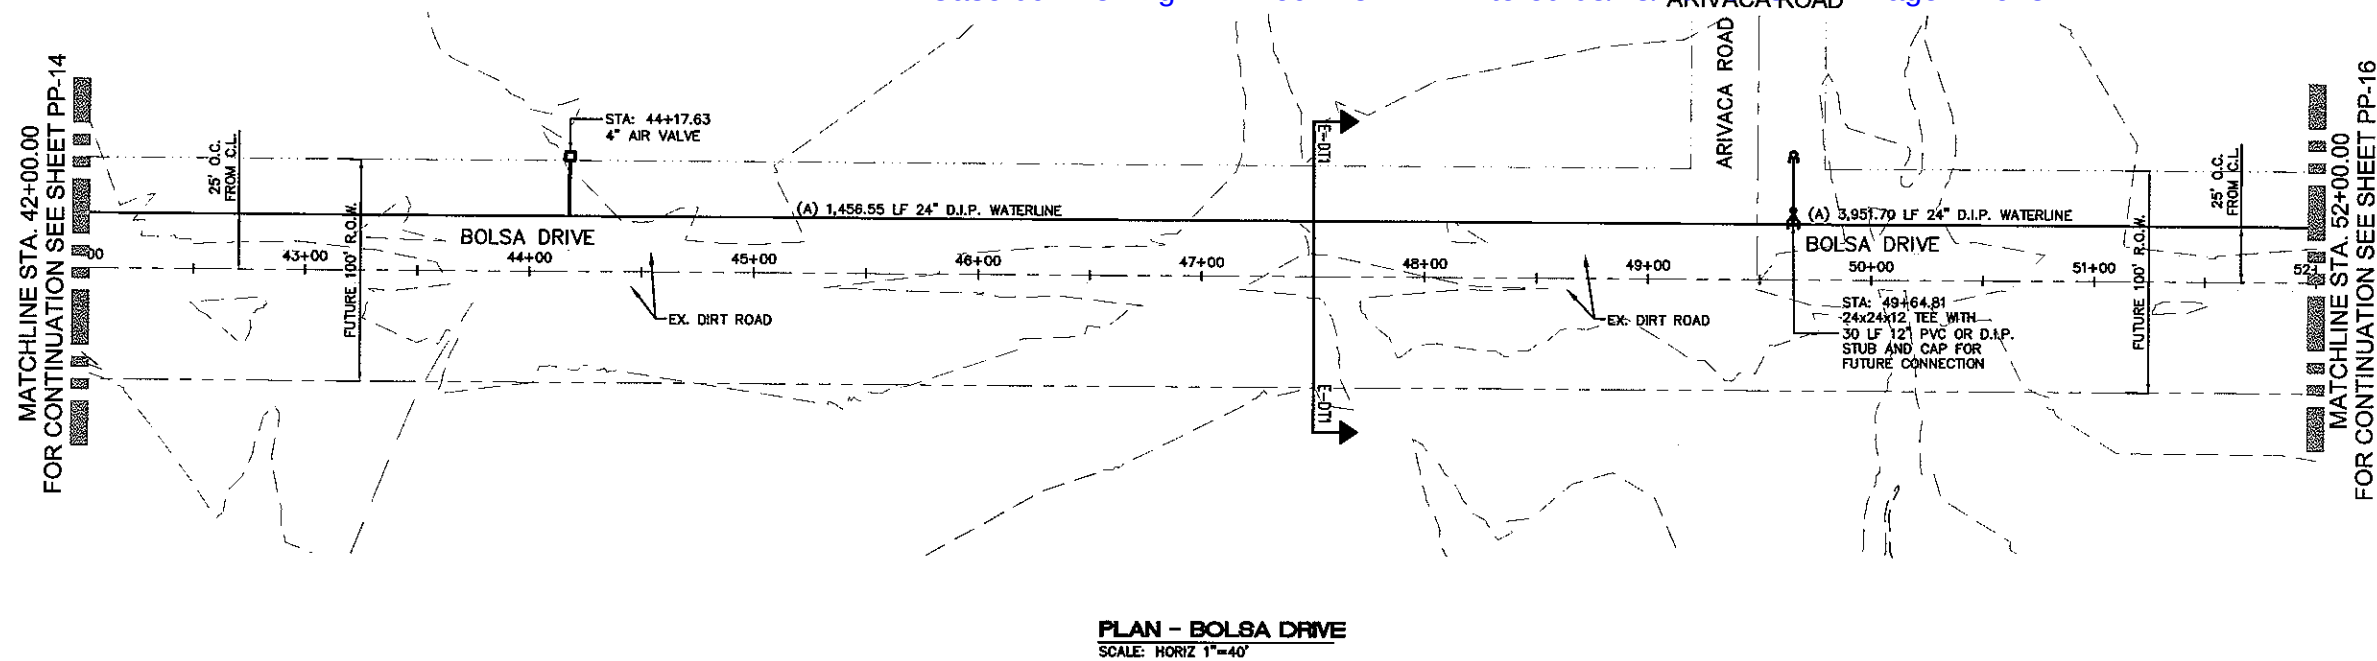 ARIVACA ROAD
ARIVACA ROAD
MATCHLINE STA. 42+00.00
FOR CONTINUATION SEE SHEET PP-14
25' O.C.
FROM C.L.
STA: 44+17.63
4" AIR VALVE
E-DT1
(A) 1,456.55 LF 24" D.I.P. WATERLINE
(A) 3,951.70 LF 24" D.I.P. WATERLINE
BOLSA DRIVE
BOLSA DRIVE
00
43+00
44+00
45+00
46+00
47+00
48+00
49+00
50+00
51+00
FUTURE 100' R.O.W.
EX. DIRT ROAD
EX. DIRT ROAD
STA: 49+64.81
24x24x12 TEE WITH
30 LF 12" PVC OR D.I.P.
STUB AND CAP FOR
FUTURE CONNECTION
FUTURE 100' R.O.W.
25' O.C.
FROM C.L.
E-DT1
MATCHLINE STA. 52+00.00
FOR CONTINUATION SEE SHEET PP-16
PLAN - BOLSA DRIVE
SCALE: HORIZ 1"=40'